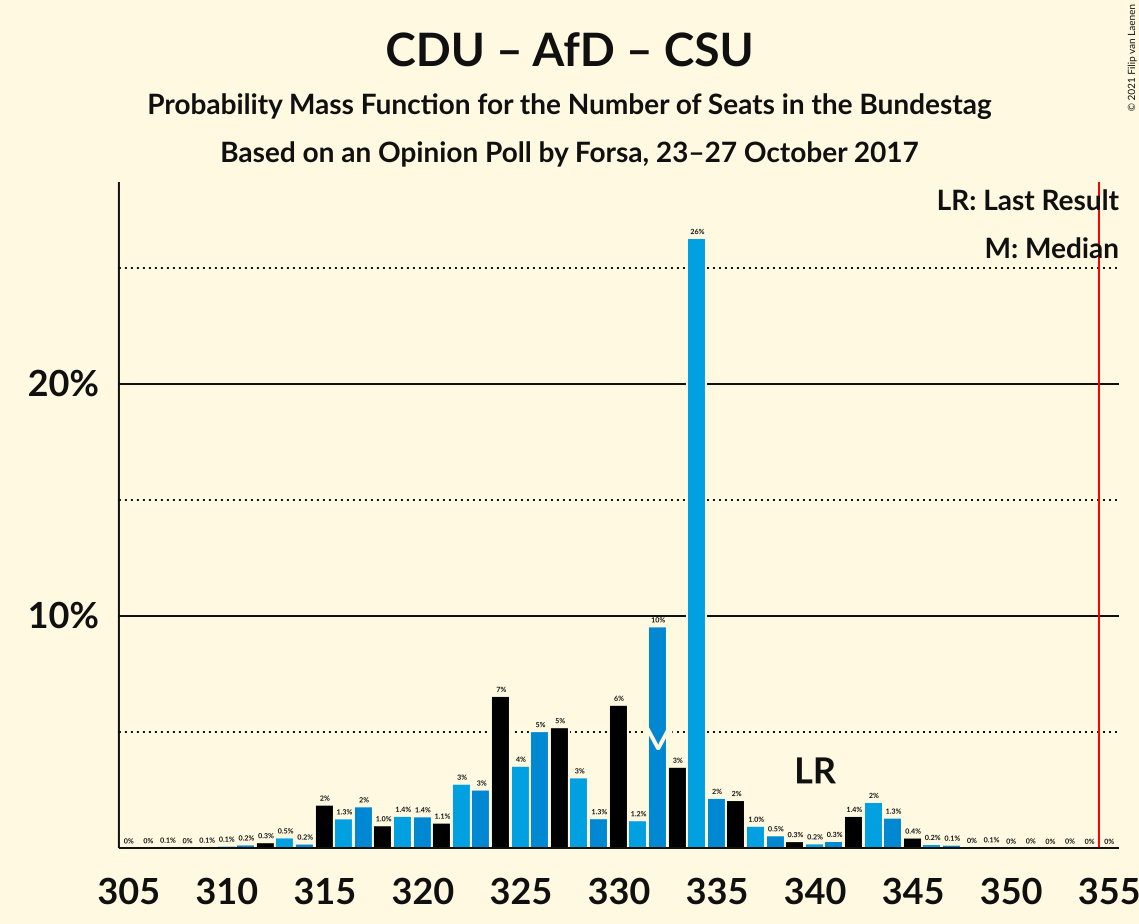 CDU – AfD – CSU
Probability Mass Function for the Number of Seats in the Bundestag
Based on an Opinion Poll by Forsa, 23–27 October 2017
© 2021 Filip van Laenen
LR: Last Result
M: Median
20%
10%
0% 0% 0.1% 0% 0.1% 0.1% 0.2% 0.3% 0.5% 0.2% 2% 1.3% 2% 1.0% 1.4% 1.4% 1.1% 3% 3% 7% 4% 5% 5% 3% 1.3% 6% 1.2% 10% 3% 26% 2% 2% 1.0% 0.5% 0.3% 0.2% 0.3% 1.4% 2% 1.3% 0.4% 0.2% 0.1% 0% 0.1% 0% 0% 0% 0% 0% 0%
LR
305 310 315 320 325 330 335 340 345 350 355